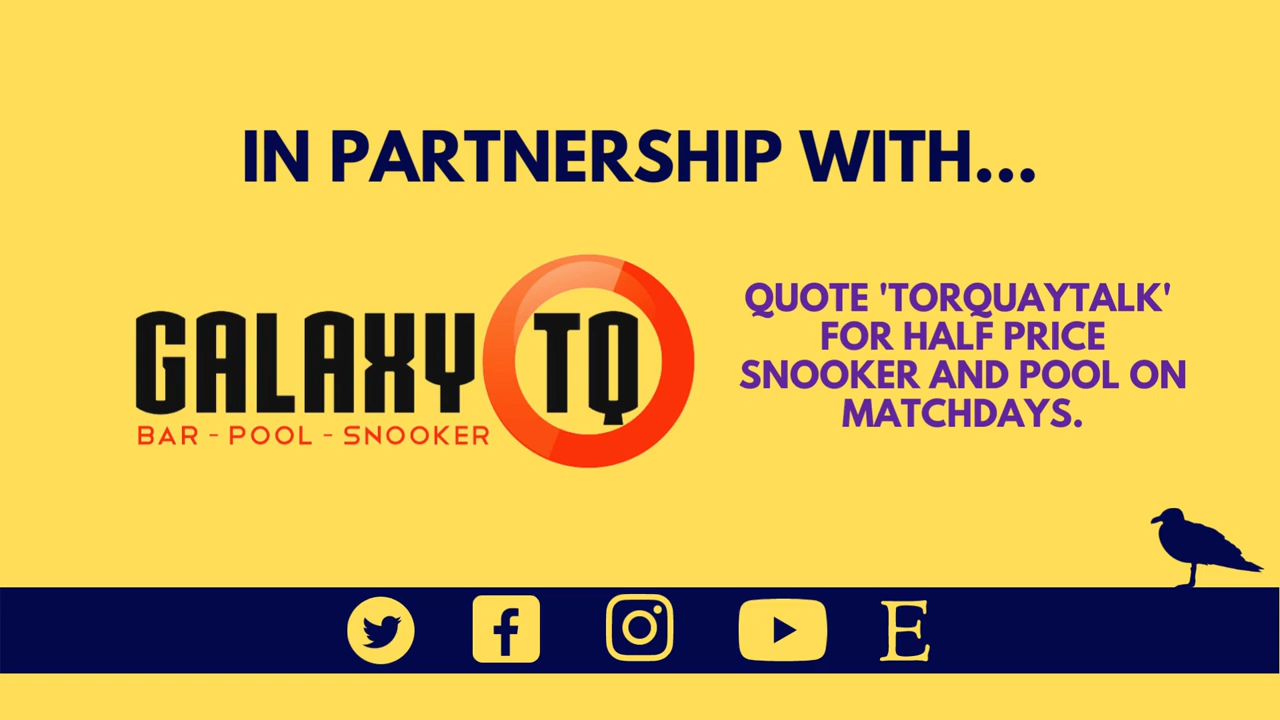 IN PARTNERSHIP WITH...
GALAXY TQ
BAR - POOL - SNOOKER
QUOTE 'TORQUAYTALK'
FOR HALF PRICE
SNOOKER AND POOL ON
MATCHDAYS.
E